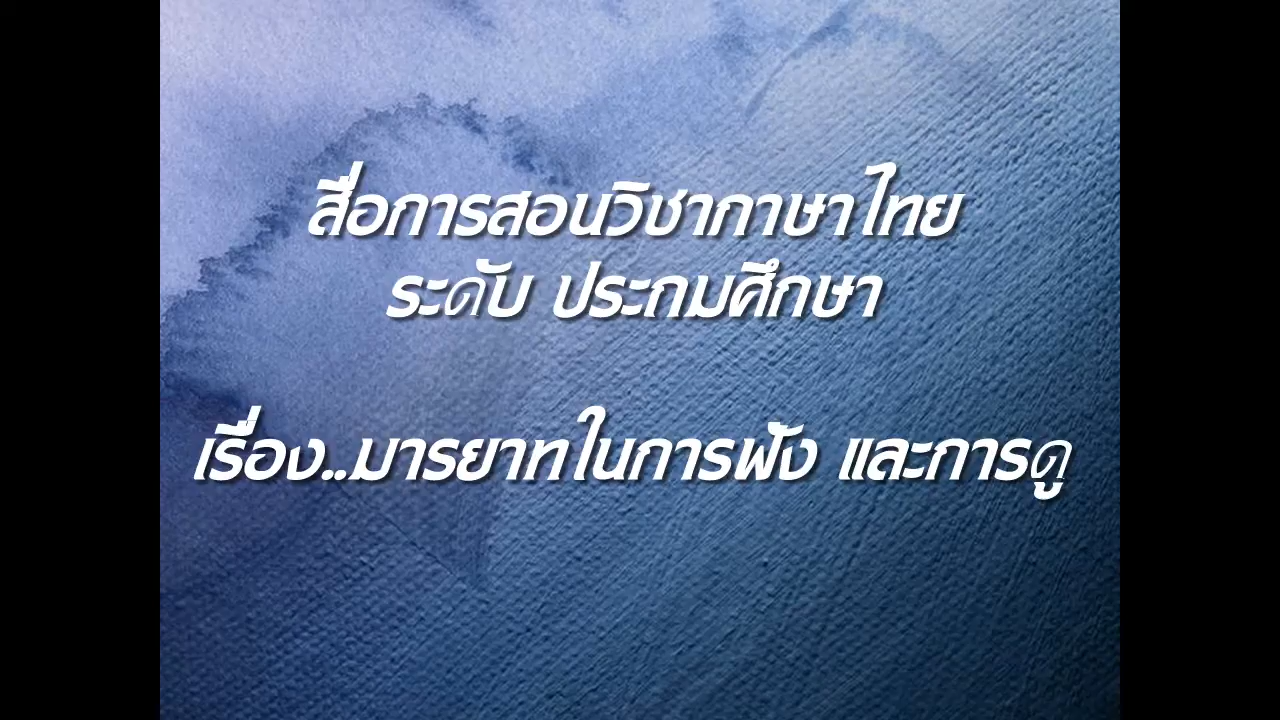 สื่อการสอนวิชาภาษาไทย
ระดับ ประถมศึกษา
เรื่อง..มารยาทในการฟัง และการดู